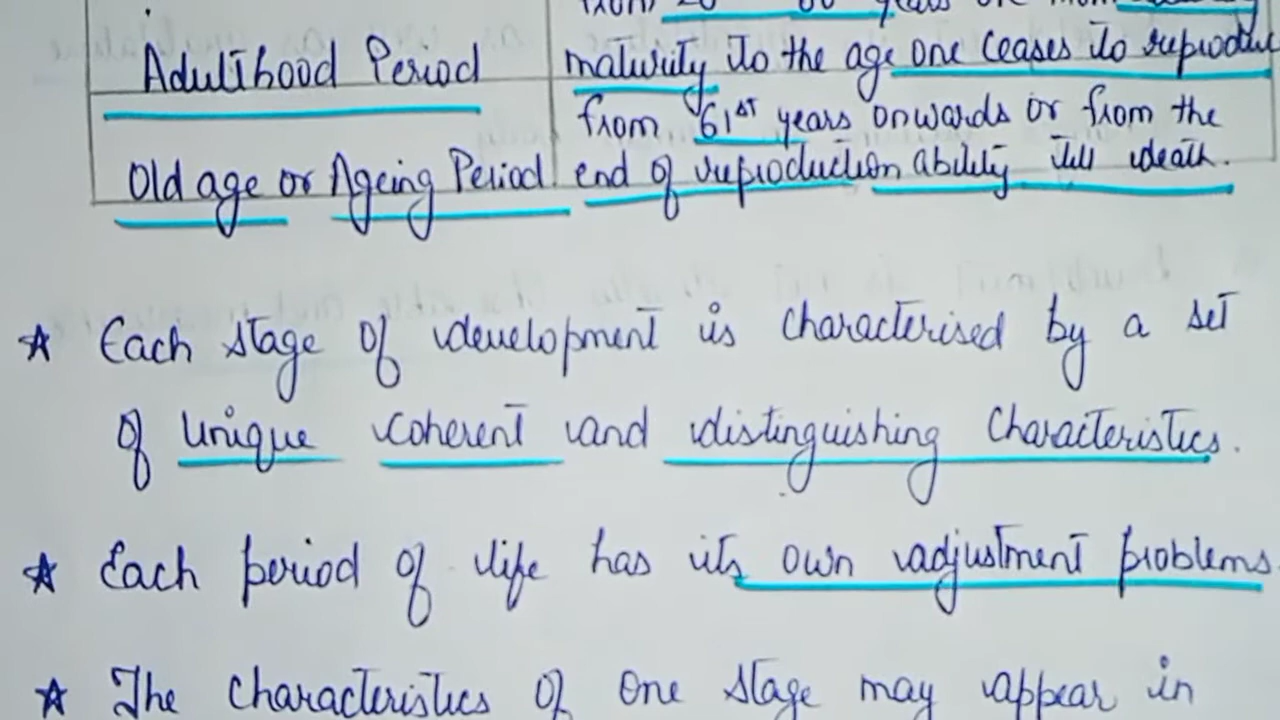 years
Adulthood Period
maturity to the age one ceases to reproduc
from 61st years onwards or from the
Old age or Ageing Period end of reproduction ability till death.
☆ Each stage of development is characterised by a set
of unique coherent and distinguishing characteristics.
☆ Each period of life has its own adjustment problems.
☆ The characteristics of one stage may appear in